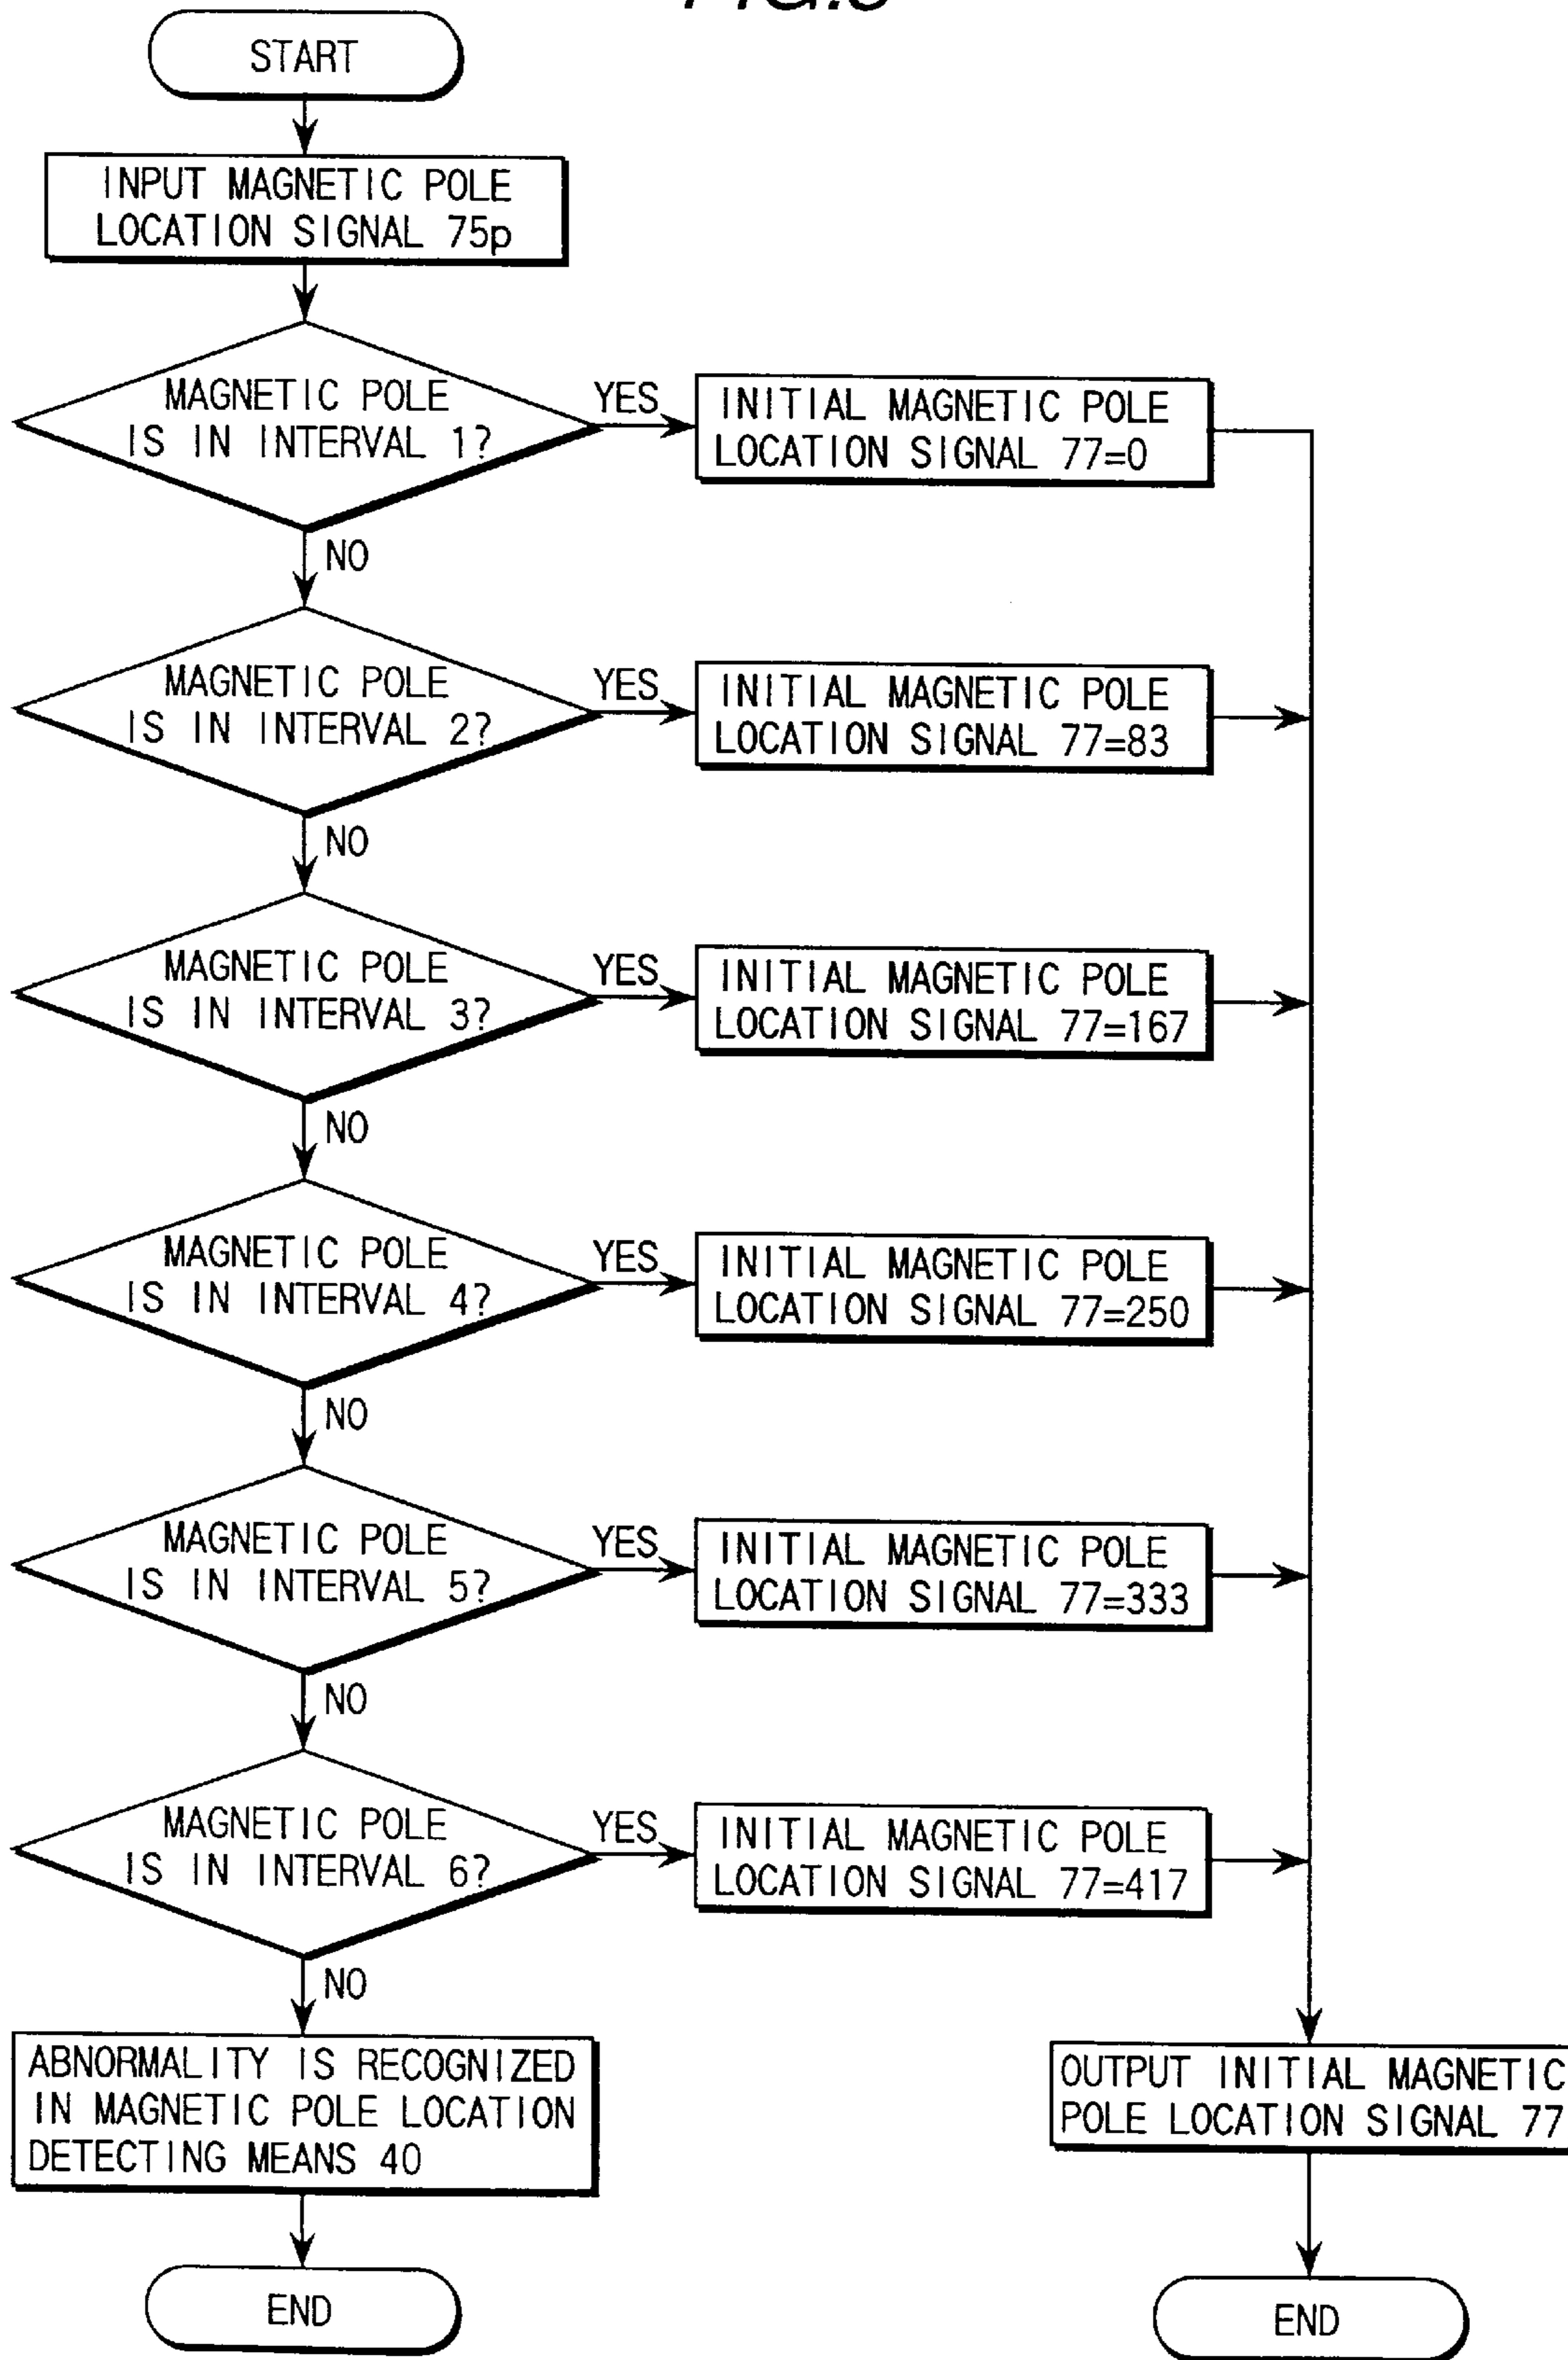 START
INPUT MAGNETIC POLE
LOCATION SIGNAL 75p
MAGNETIC POLE
IS IN INTERVAL 1?
YES
INITIAL MAGNETIC POLE
LOCATION SIGNAL 77=0
NO
MAGNETIC POLE
IS IN INTERVAL 2?
YES
INITIAL MAGNETIC POLE
LOCATION SIGNAL 77=83
NO
MAGNETIC POLE
IS IN INTERVAL 3?
YES
INITIAL MAGNETIC POLE
LOCATION SIGNAL 77=167
NO
MAGNETIC POLE
IS IN INTERVAL 4?
YES
INITIAL MAGNETIC POLE
LOCATION SIGNAL 77=250
NO
MAGNETIC POLE
IS IN INTERVAL 5?
YES
INITIAL MAGNETIC POLE
LOCATION SIGNAL 77=333
NO
MAGNETIC POLE
IS IN INTERVAL 6?
YES
INITIAL MAGNETIC POLE
LOCATION SIGNAL 77=417
NO
ABNORMALITY IS RECOGNIZED
IN MAGNETIC POLE LOCATION
DETECTING MEANS 40
OUTPUT INITIAL MAGNETIC
POLE LOCATION SIGNAL 77
END
END